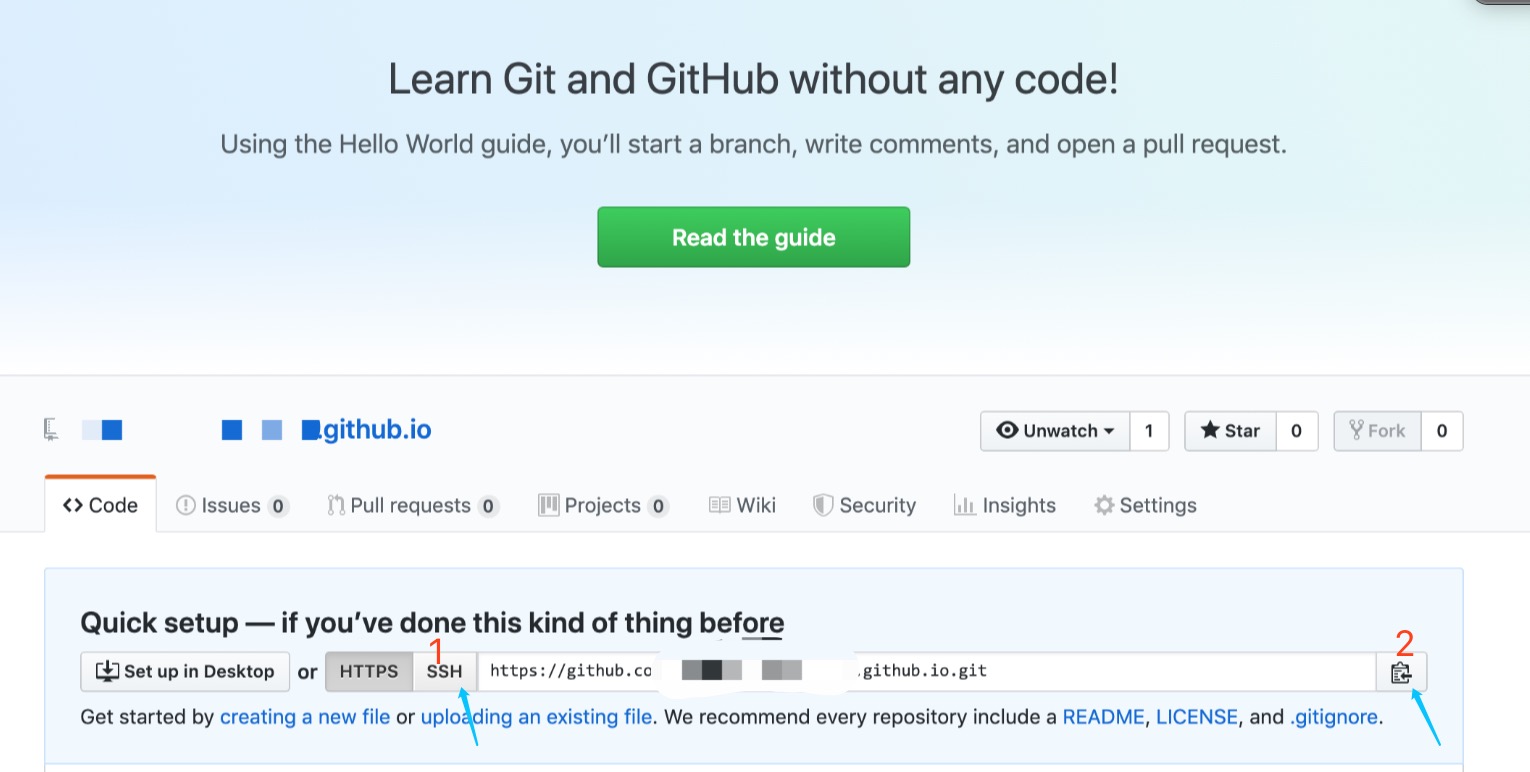 Learn Git and GitHub without any code!
Using the Hello World guide, you’ll start a branch, write comments, and open a pull request.
Read the guide
.github.io
Unwatch 1 Star 0 Fork 0
Code Issues 0 Pull requests 0 Projects 0 Wiki Security Insights Settings
Quick setup — if you’ve done this kind of thing before
1 2
Set up in Desktop or HTTPS SSH https://github.co .github.io.git
Get started by creating a new file or uploading an existing file. We recommend every repository include a README, LICENSE, and .gitignore.